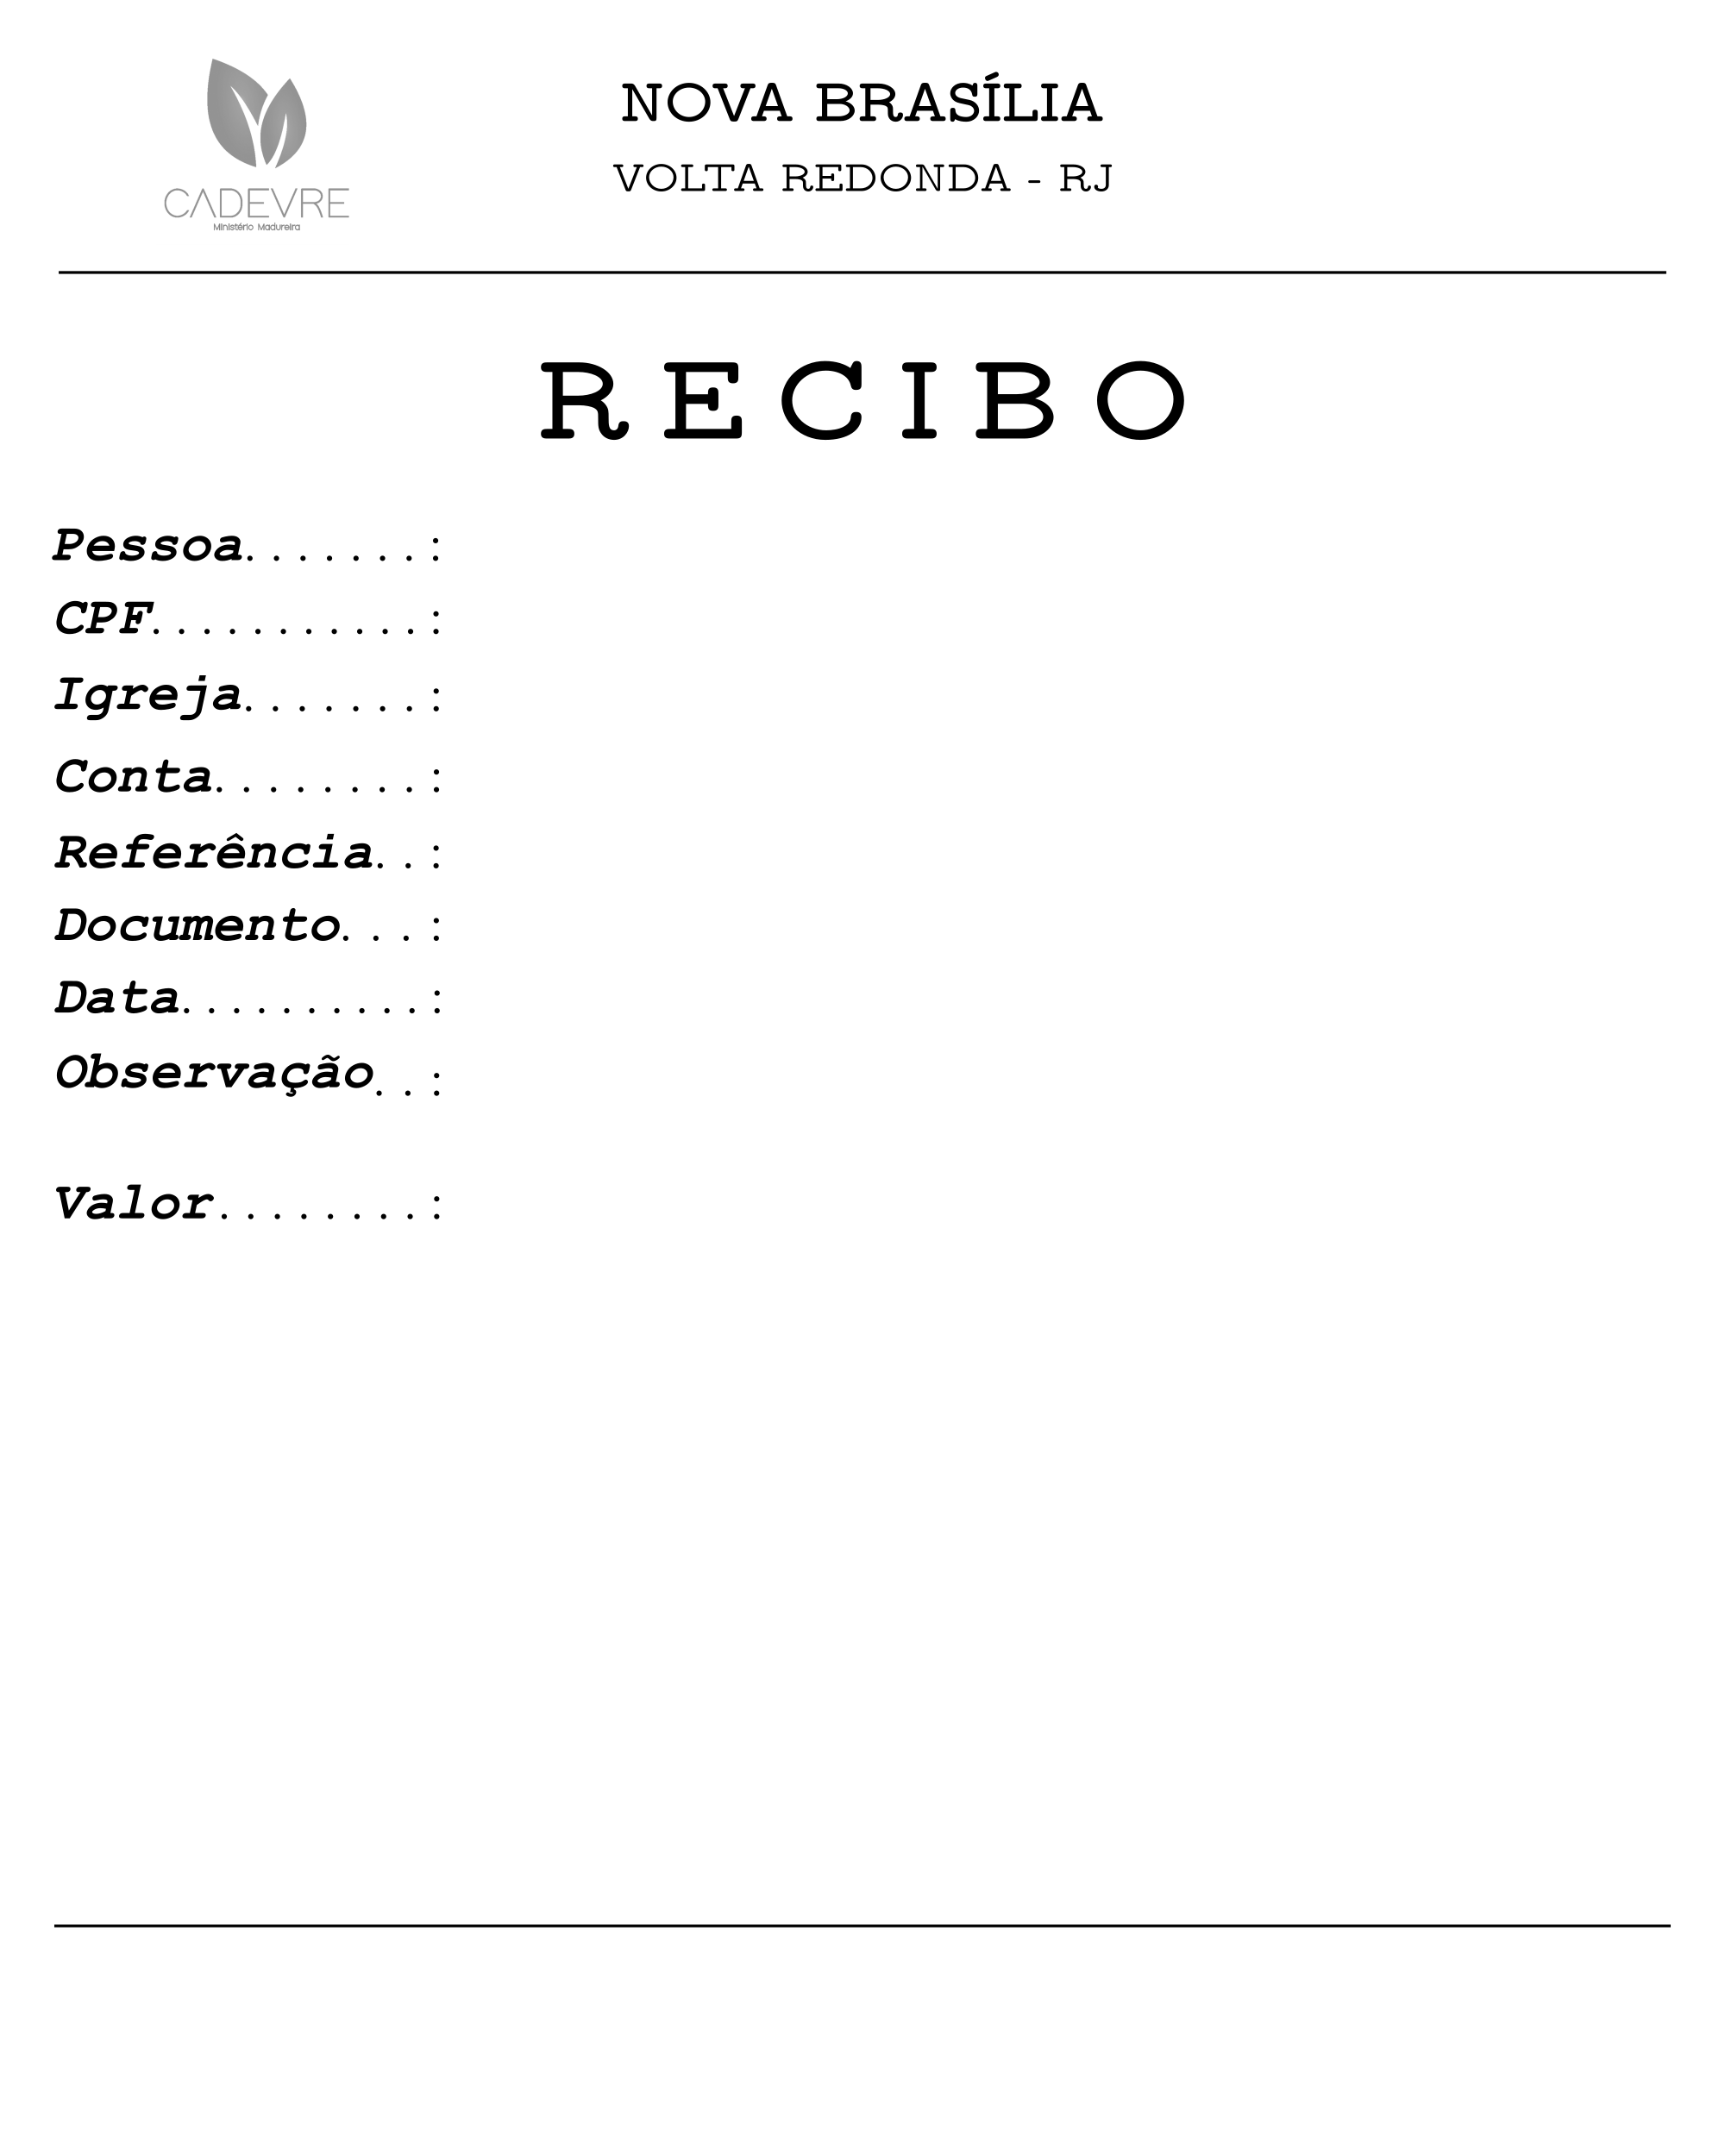 CADEVRE
Ministério Madureira
NOVA BRASÍLIA
VOLTA REDONDA - RJ
RECIBO
Pessoa.......:
CPF...........:
Igreja.......:
Conta........:
Referência..:
Documento...:
Data..........:
Observação..:
Valor........: